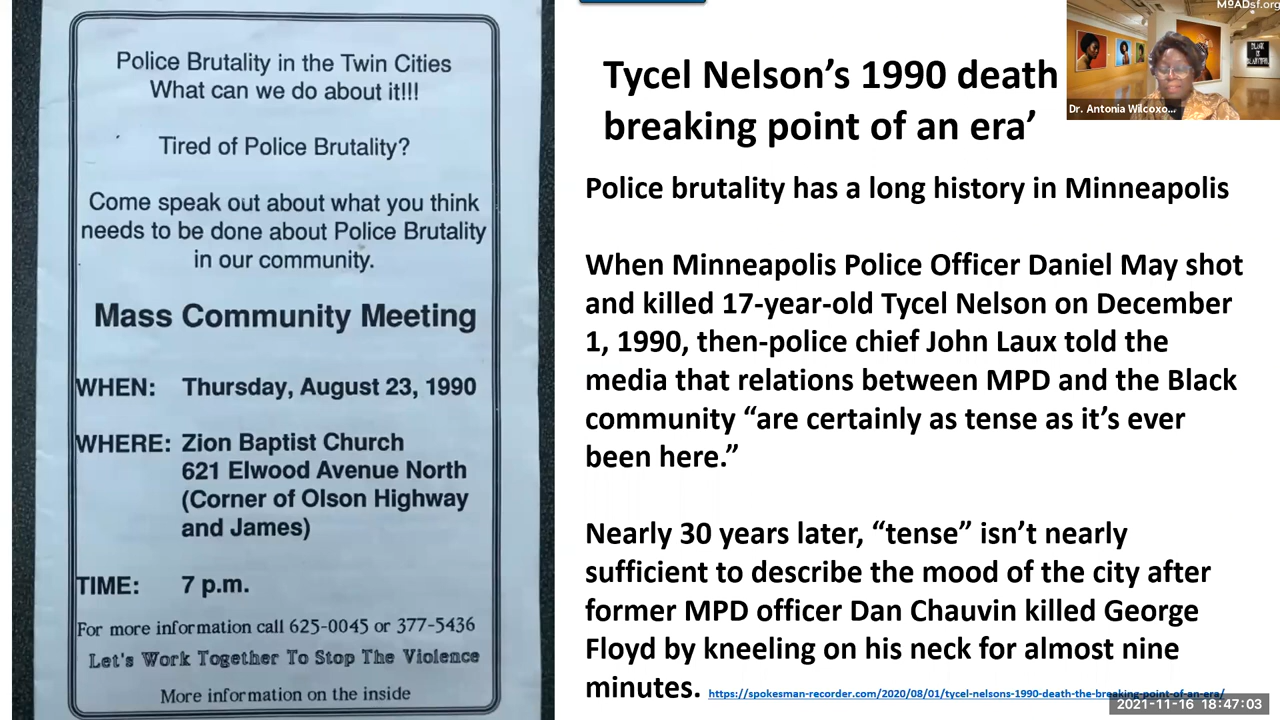 Police Brutality in the Twin Cities
What can we do about it!!!
Tired of Police Brutality?
Come speak out about what you think
needs to be done about Police Brutality
in our community.
Mass Community Meeting
WHEN: Thursday, August 23, 1990
WHERE: Zion Baptist Church
621 Elwood Avenue North
(Corner of Olson Highway
and James)
TIME: 7 p.m.
For more information call 625-0045 or 377-5436
Let's Work Together To Stop The Violence
More information on the inside
Tycel Nelson’s 1990 death
breaking point of an era’
Police brutality has a long history in Minneapolis
When Minneapolis Police Officer Daniel May shot
and killed 17-year-old Tycel Nelson on December
1, 1990, then-police chief John Laux told the
media that relations between MPD and the Black
community “are certainly as tense as it’s ever
been here.”
Nearly 30 years later, “tense” isn’t nearly
sufficient to describe the mood of the city after
former MPD officer Dan Chauvin killed George
Floyd by kneeling on his neck for almost nine
minutes. https://spokesman-recorder.com/2020/08/01/tycel-nelsons-1990-death-the-breaking-point-of-an-era/
MoADsf.org
BLACK IS BEAUTIFUL
Dr. Antonia Wilcoxo...
2021-11-16 18:47:03